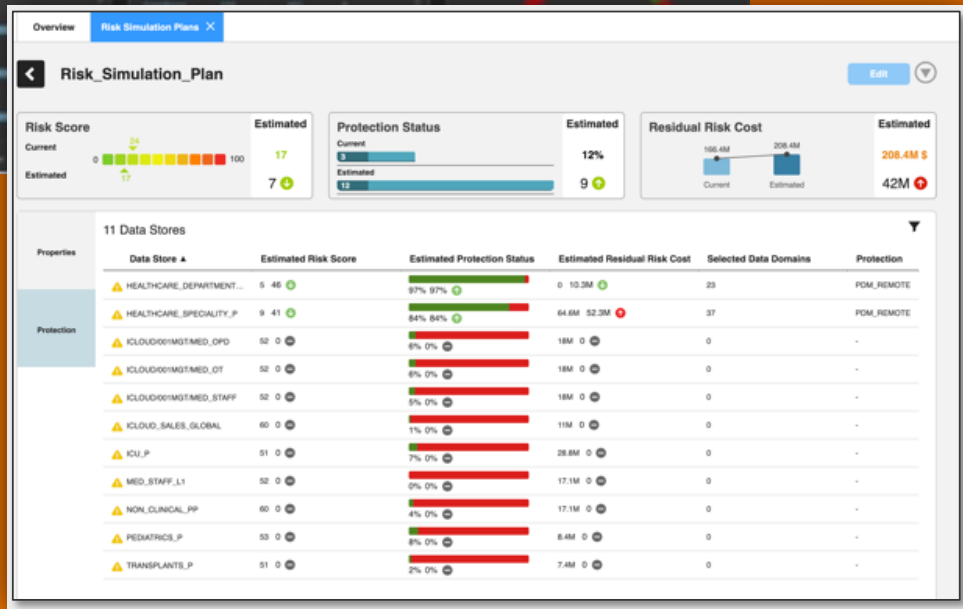 Overview Risk Simulation Plans ✕
Risk_Simulation_Plan Edit
Risk Score Estimated
Current 24
0 100 17
Estimated 17 7
Protection Status Estimated
Current
3 12%
Estimated
12 9
Residual Risk Cost Estimated
166.4M 208.4M 208.4M $
Current Estimated 42M
Properties
Protection
11 Data Stores
Data Store ▲ Estimated Risk Score Estimated Protection Status Estimated Residual Risk Cost Selected Data Domains Protection
HEALTHCARE_DEPARTMENT... 5 46 97% 97% 0 10.3M 23 PDM_REMOTE
HEALTHCARE_SPECIALITY_P 9 41 84% 84% 64.6M 52.3M 37 PDM_REMOTE
ICLOUD/001MGT/MED_OPD 52 0 6% 0% 18M 0 0 -
ICLOUD/001MGT/MED_OT 52 0 6% 0% 18M 0 0 -
ICLOUD/001MGT/MED_STAFF 52 0 5% 0% 18M 0 0 -
ICLOUD_SALES_GLOBAL 60 0 1% 0% 11M 0 0 -
ICU_P 51 0 7% 0% 28.8M 0 0 -
MED_STAFF_L1 52 0 0% 0% 17.1M 0 0 -
NON_CLINICAL_PP 60 0 4% 0% 17.1M 0 0 -
PEDIATRICS_P 53 0 8% 0% 8.4M 0 0 -
TRANSPLANTS_P 51 0 2% 0% 7.4M 0 0 -